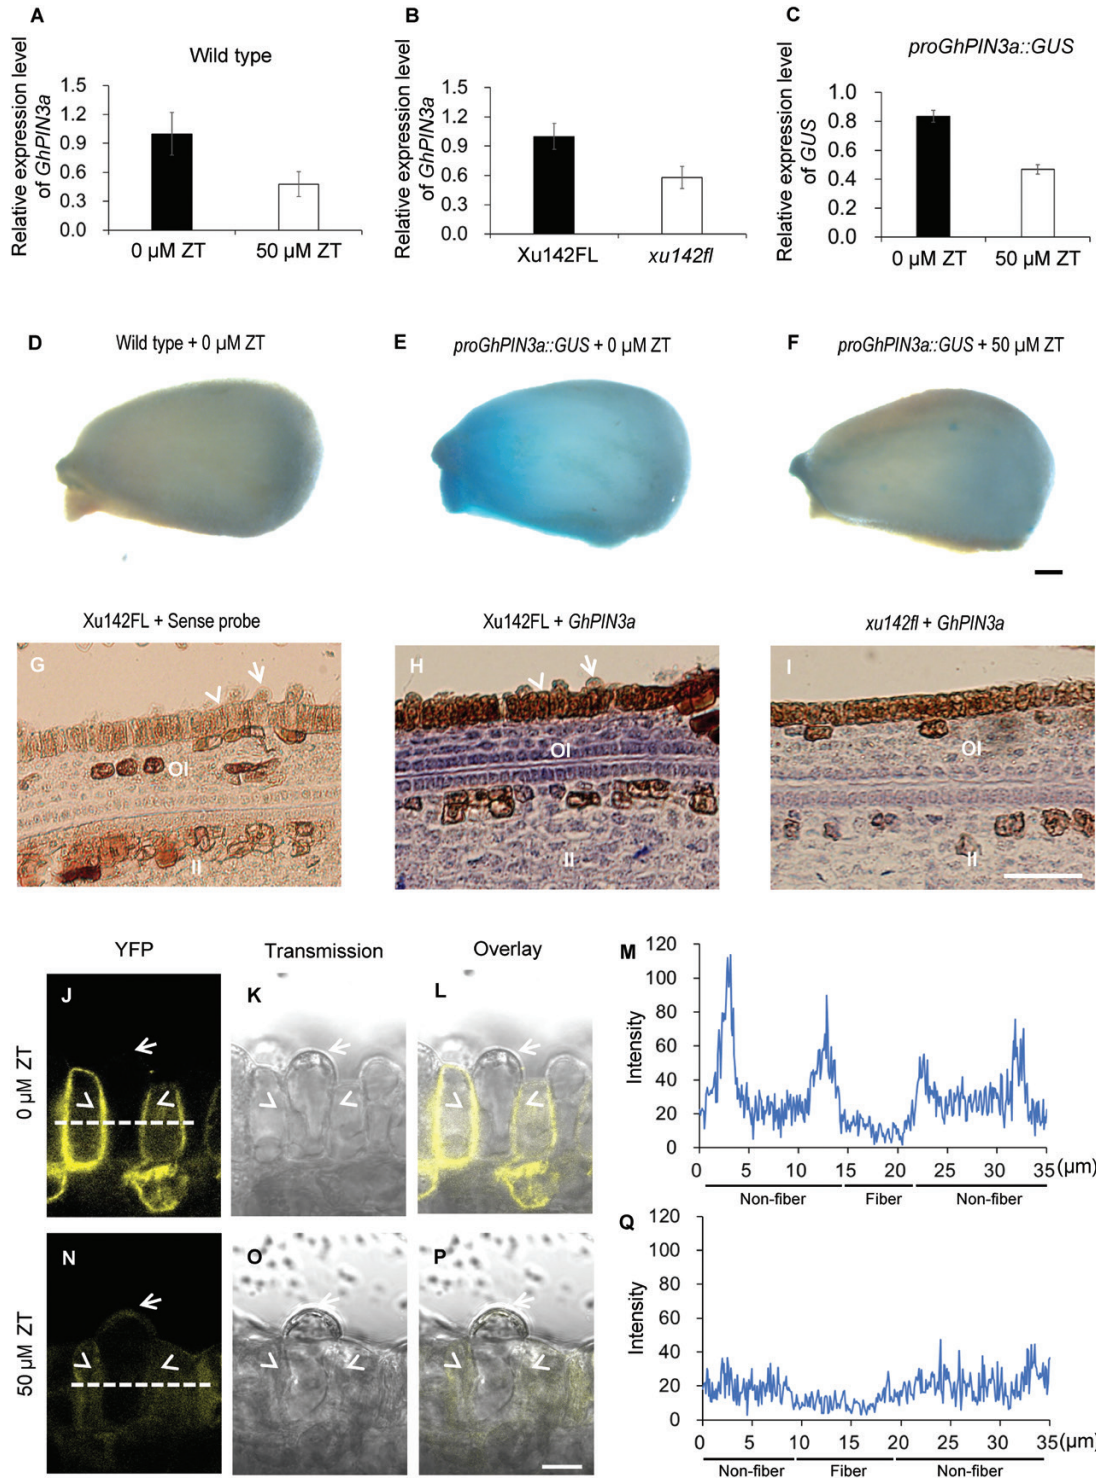 A
Wild type
Relative expression level
of GhPIN3a
1.5
1.2
0.9
0.6
0.3
0.0
0 µM ZT
50 µM ZT
B
Relative expression level
of GhPIN3a
1.5
1.2
0.9
0.6
0.3
0.0
Xu142FL
xu142fl
C
proGhPIN3a::GUS
Relative expression level
of GUS
1.0
0.8
0.6
0.4
0.2
0.0
0 µM ZT
50 µM ZT
D
Wild type + 0 µM ZT
E
proGhPIN3a::GUS + 0 µM ZT
F
proGhPIN3a::GUS + 50 µM ZT
Xu142FL + Sense probe
G
OI
II
Xu142FL + GhPIN3a
H
OI
II
xu142fl + GhPIN3a
I
OI
II
YFP
Transmission
Overlay
0 µM ZT
J
K
L
M
Intensity
120
100
80
60
40
20
0
0 5 10 15 20 25 30 35 (µm)
Non-fiber Fiber Non-fiber
50 µM ZT
N
O
P
Q
Intensity
120
100
80
60
40
20
0
0 5 10 15 20 25 30 35 (µm)
Non-fiber Fiber Non-fiber